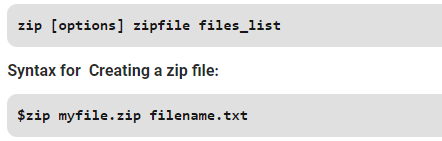 zip [options] zipfile files_list
Syntax for  Creating a zip file:
$zip myfile.zip filename.txt